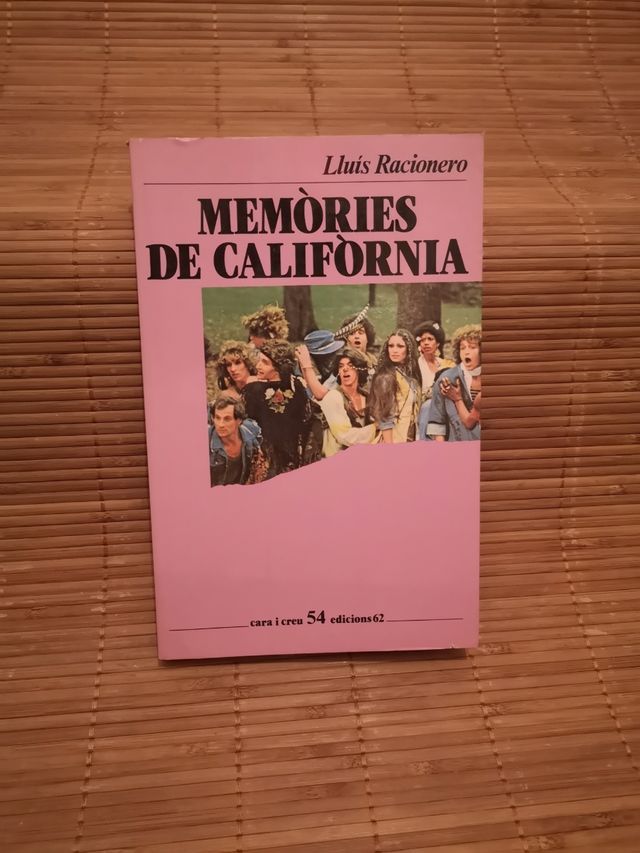 Lluís Racionero
MEMÒRIES
DE CALIFÒRNIA
cara i creu 54 edicions 62